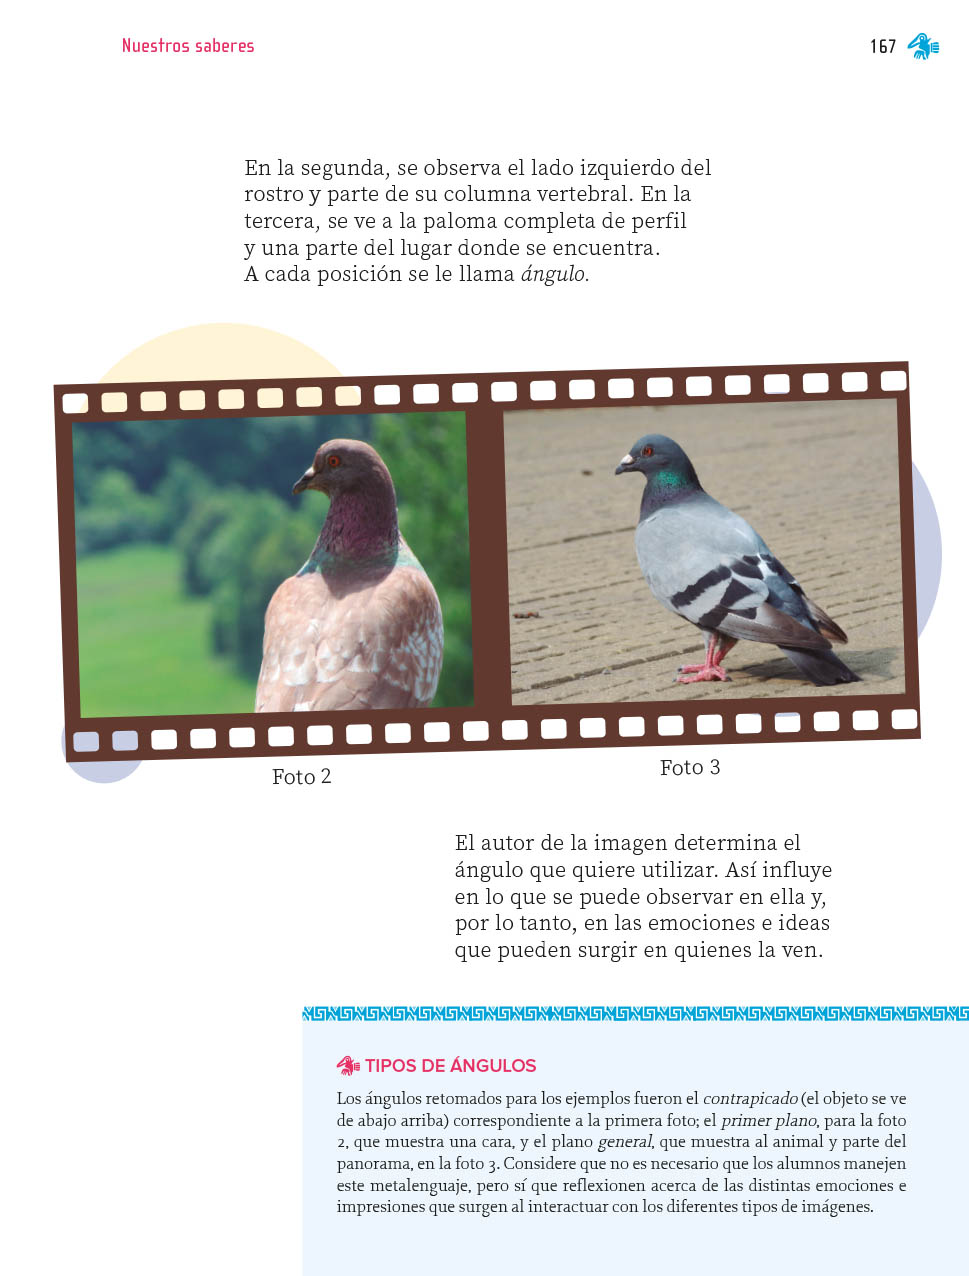 Nuestros saberes
167
En la segunda, se observa el lado izquierdo del
rostro y parte de su columna vertebral. En la
tercera, se ve a la paloma completa de perfil
y una parte del lugar donde se encuentra.
A cada posición se le llama ángulo.
Foto 2
Foto 3
El autor de la imagen determina el
ángulo que quiere utilizar. Así influye
en lo que se puede observar en ella y,
por lo tanto, en las emociones e ideas
que pueden surgir en quienes la ven.
TIPOS DE ÁNGULOS
Los ángulos retomados para los ejemplos fueron el contrapicado (el objeto se ve
de abajo arriba) correspondiente a la primera foto; el primer plano, para la foto
2, que muestra una cara, y el plano general, que muestra al animal y parte del
panorama, en la foto 3. Considere que no es necesario que los alumnos manejen
este metalenguaje, pero sí que reflexionen acerca de las distintas emociones e
impresiones que surgen al interactuar con los diferentes tipos de imágenes.